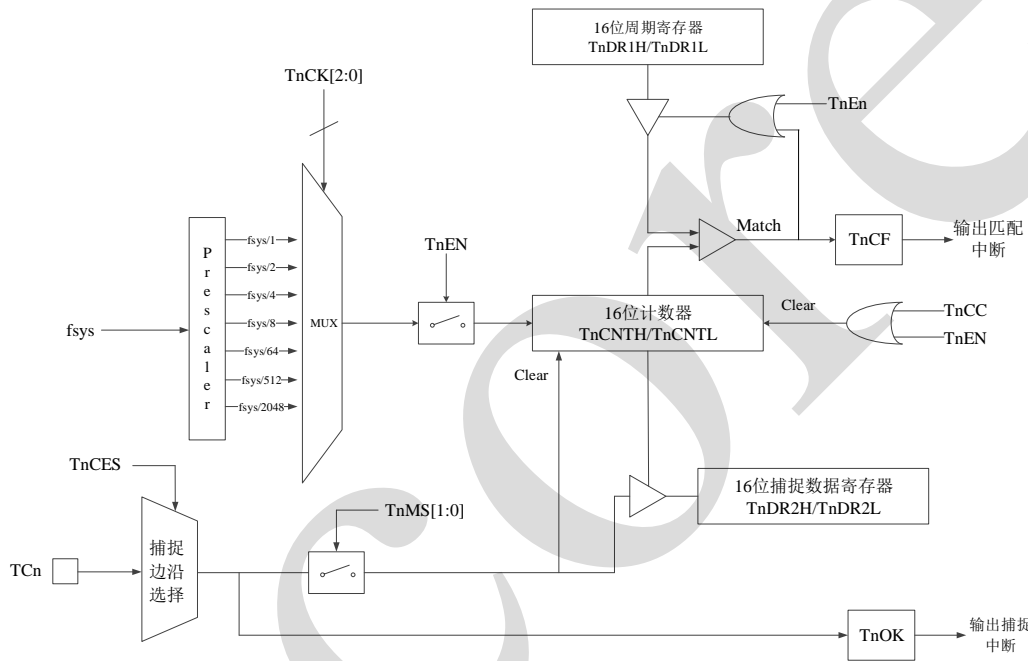 16位周期寄存器
TnDR1H/TnDR1L
TnCK[2:0]
TnEn
Match
TnCF
输出匹配
中断
Prescaler
fsys/1
fsys/2
fsys/4
fsys/8
fsys/64
fsys/512
fsys/2048
MUX
TnEN
fsys
16位计数器
TnCNTH/TnCNTL
Clear
TnCC
TnEN
Clear
TnCES
TnMS[1:0]
16位捕捉数据寄存器
TnDR2H/TnDR2L
TCn
捕捉
边沿
选择
TnOK
输出捕捉
中断
core